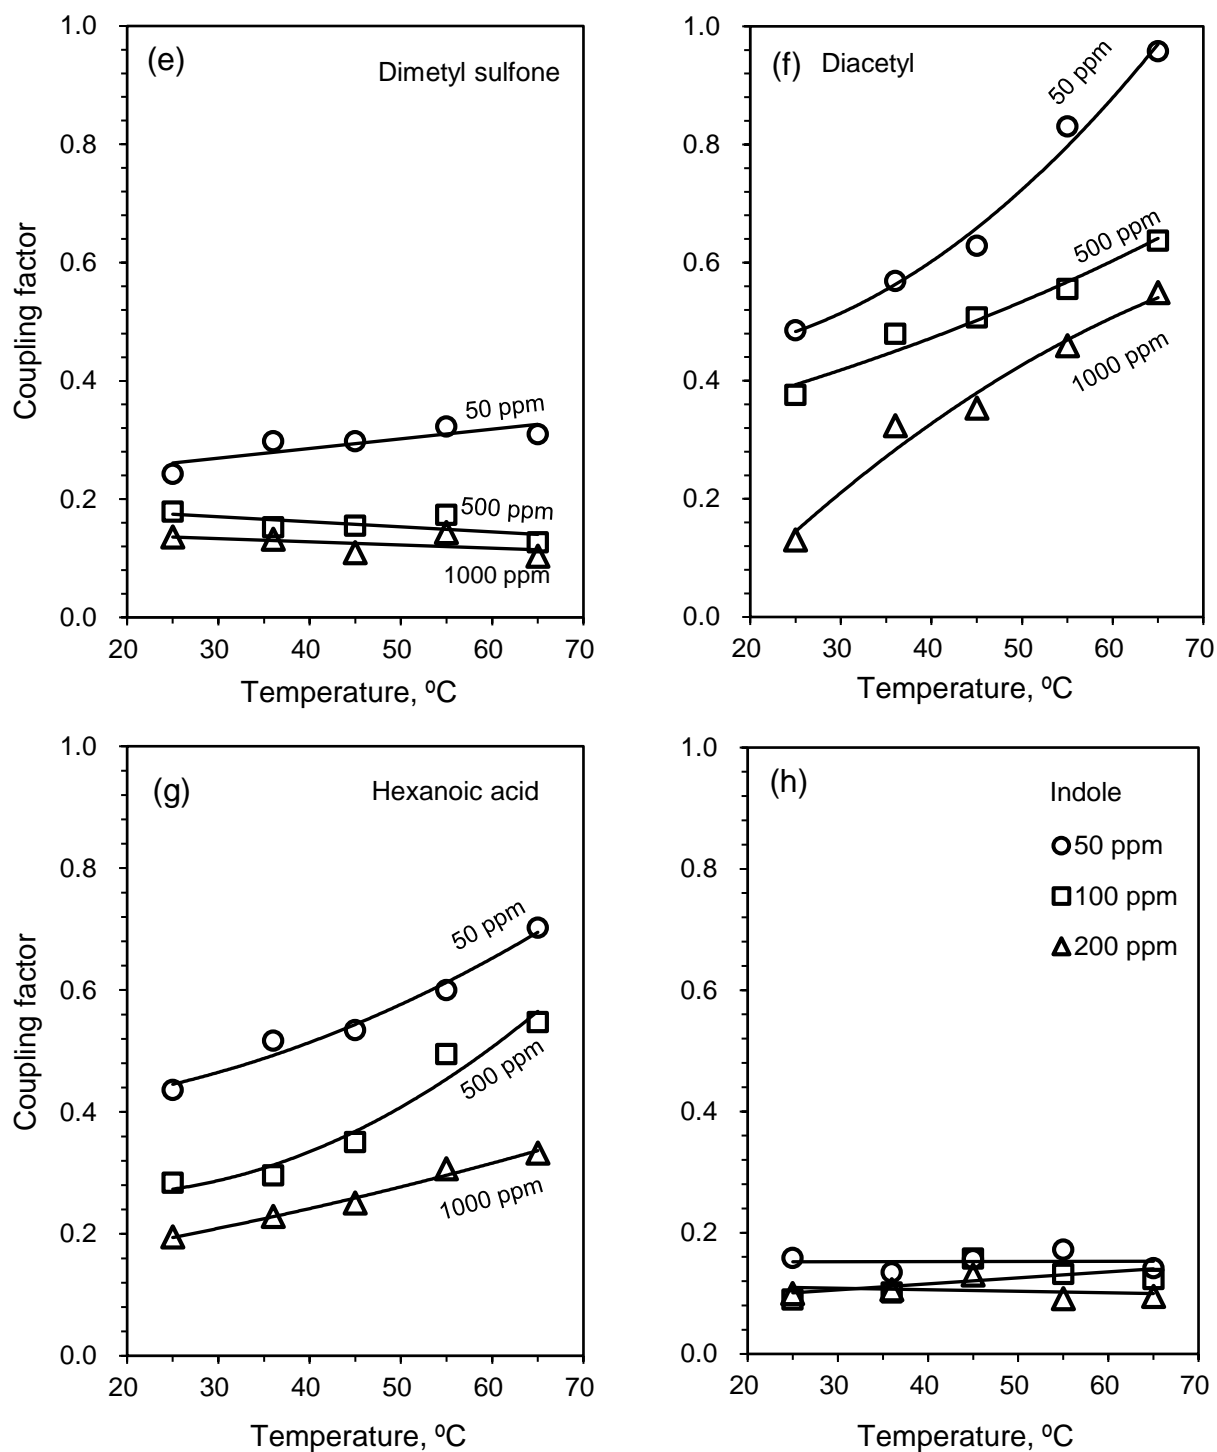 (e)
Dimetyl sulfone
1.0
0.8
0.6
0.4
0.2
0.0
Coupling factor
50 ppm
500 ppm
1000 ppm
20 30 40 50 60 70
Temperature, ºC
(f) Diacetyl
1.0
0.8
0.6
0.4
0.2
0.0
50 ppm
500 ppm
1000 ppm
20 30 40 50 60 70
Temperature, ºC
(g)
Hexanoic acid
1.0
0.8
0.6
0.4
0.2
0.0
Coupling factor
50 ppm
500 ppm
1000 ppm
20 30 40 50 60 70
Temperature, ºC
(h)
Indole
50 ppm
100 ppm
200 ppm
1.0
0.8
0.6
0.4
0.2
0.0
20 30 40 50 60 70
Temperature, ºC